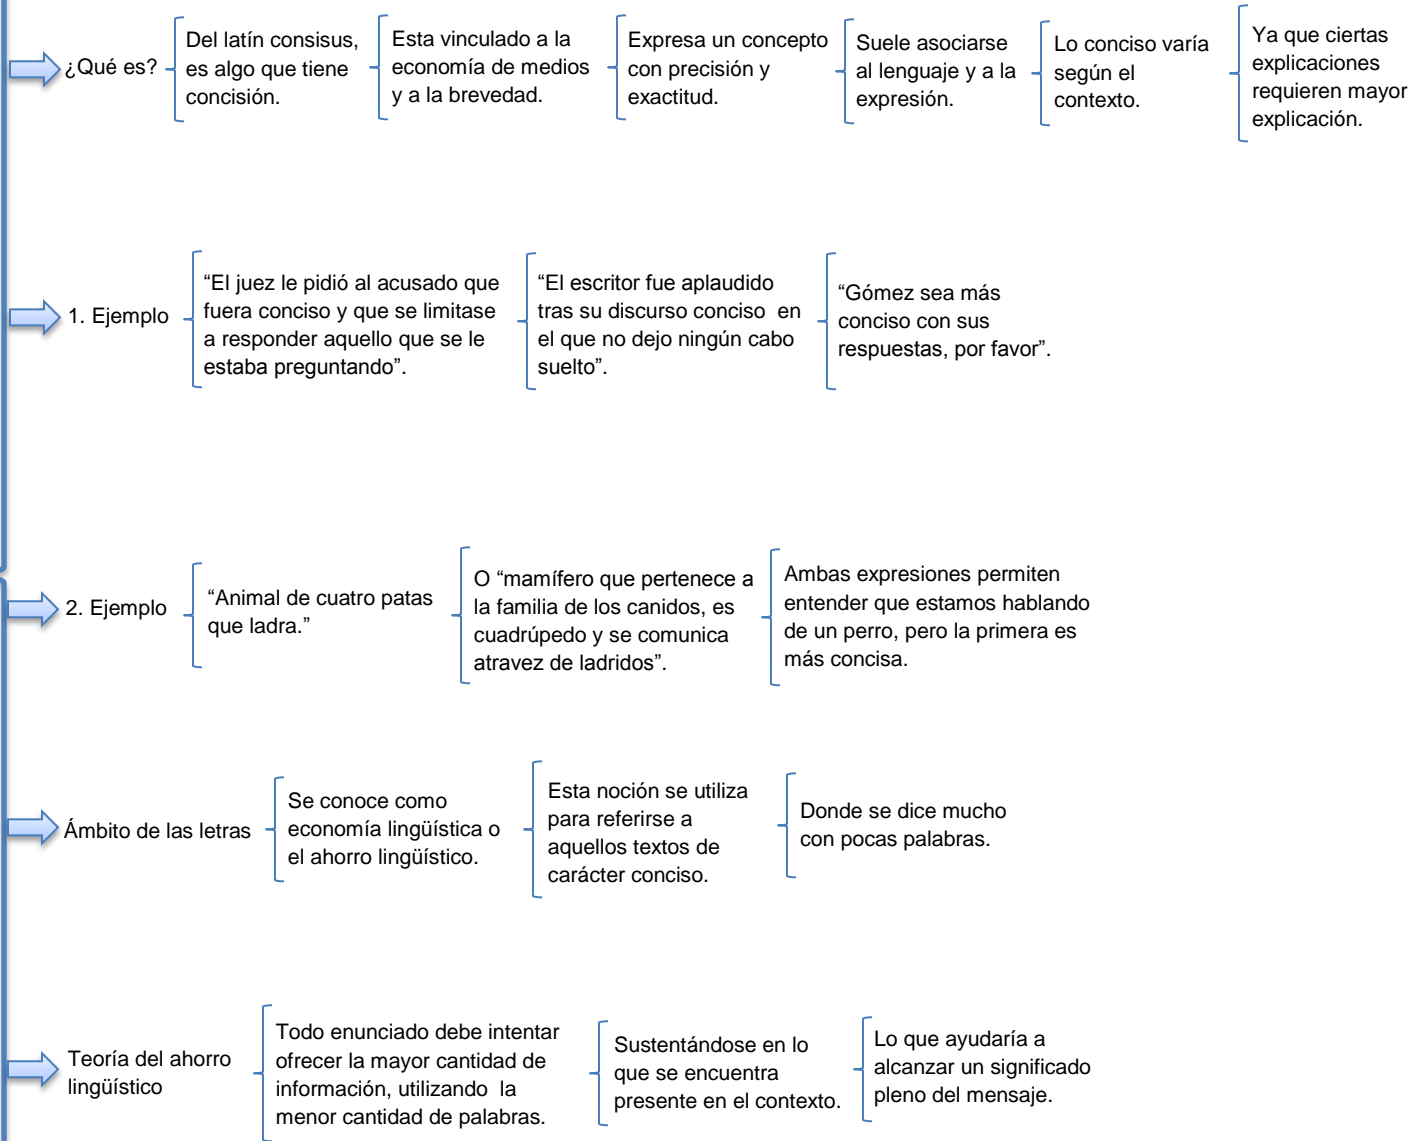 ¿Qué es?
Del latín consisus,
es algo que tiene
concisión.
Esta vinculado a la
economía de medios
y a la brevedad.
Expresa un concepto
con precisión y
exactitud.
Suele asociarse
al lenguaje y a la
expresión.
Lo conciso varía
según el
contexto.
Ya que ciertas
explicaciones
requieren mayor
explicación.
1. Ejemplo
“El juez le pidió al acusado que
fuera conciso y que se limitase
a responder aquello que se le
estaba preguntando”.
“El escritor fue aplaudido
tras su discurso conciso en
el que no dejo ningún cabo
suelto”.
“Gómez sea más
conciso con sus
respuestas, por favor”.
2. Ejemplo
“Animal de cuatro patas
que ladra.”
O “mamífero que pertenece a
la familia de los canidos, es
cuadrúpedo y se comunica
atravez de ladridos”.
Ambas expresiones permiten
entender que estamos hablando
de un perro, pero la primera es
más concisa.
Ámbito de las letras
Se conoce como
economía lingüística o
el ahorro lingüístico.
Esta noción se utiliza
para referirse a
aquellos textos de
carácter conciso.
Donde se dice mucho
con pocas palabras.
Teoría del ahorro
lingüístico
Todo enunciado debe intentar
ofrecer la mayor cantidad de
información, utilizando la
menor cantidad de palabras.
Sustentándose en lo
que se encuentra
presente en el contexto.
Lo que ayudaría a
alcanzar un significado
pleno del mensaje.